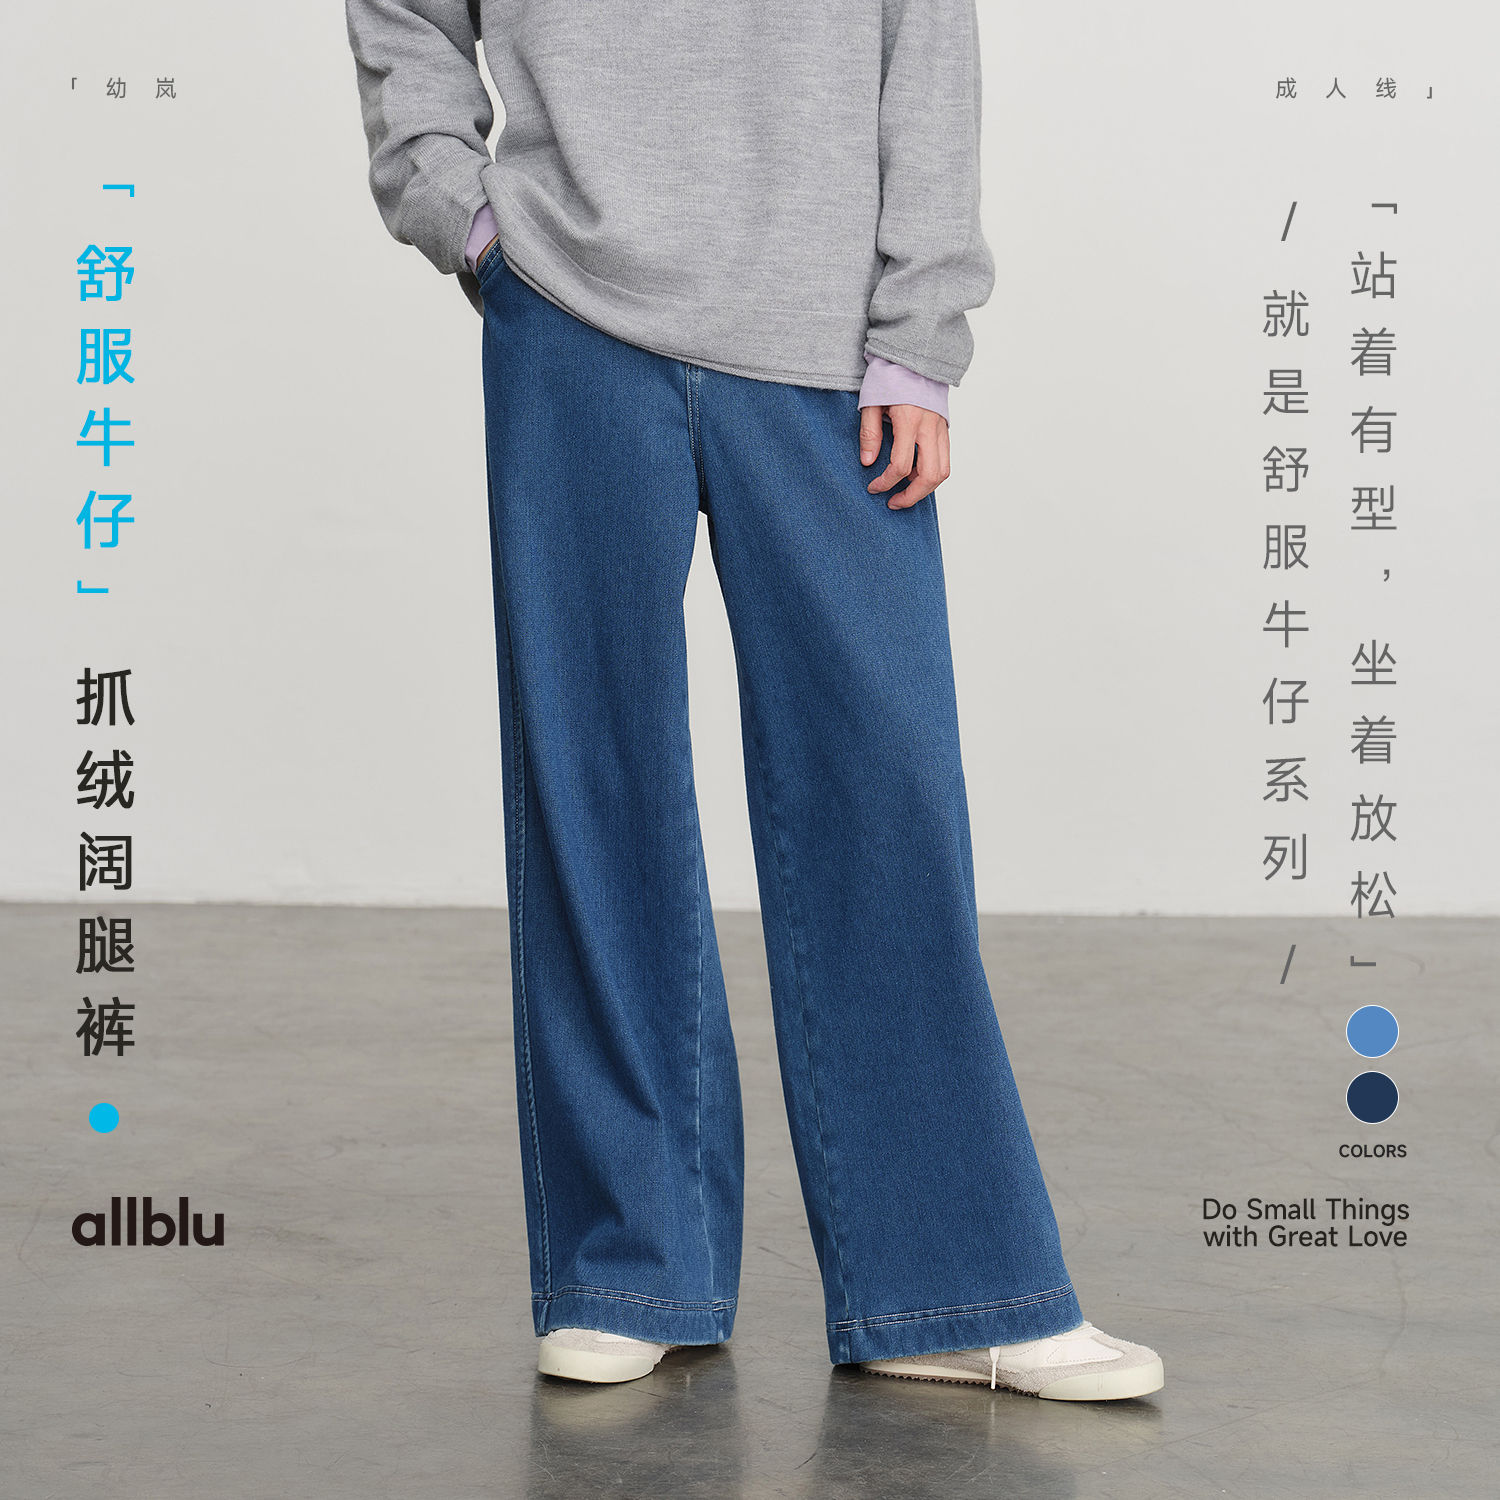 「幼岚
成人线」
「舒服牛仔」抓绒阔腿裤
allblu
「站着有型，坐着放松」
/就是舒服牛仔系列/
COLORS
Do Small Things
with Great Love